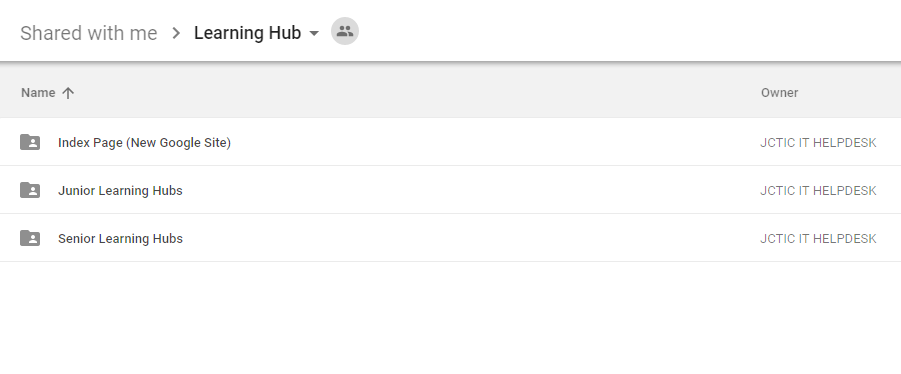 Shared with me > Learning Hub
Name Owner
Index Page (New Google Site) JCTIC IT HELPDESK
Junior Learning Hubs JCTIC IT HELPDESK
Senior Learning Hubs JCTIC IT HELPDESK